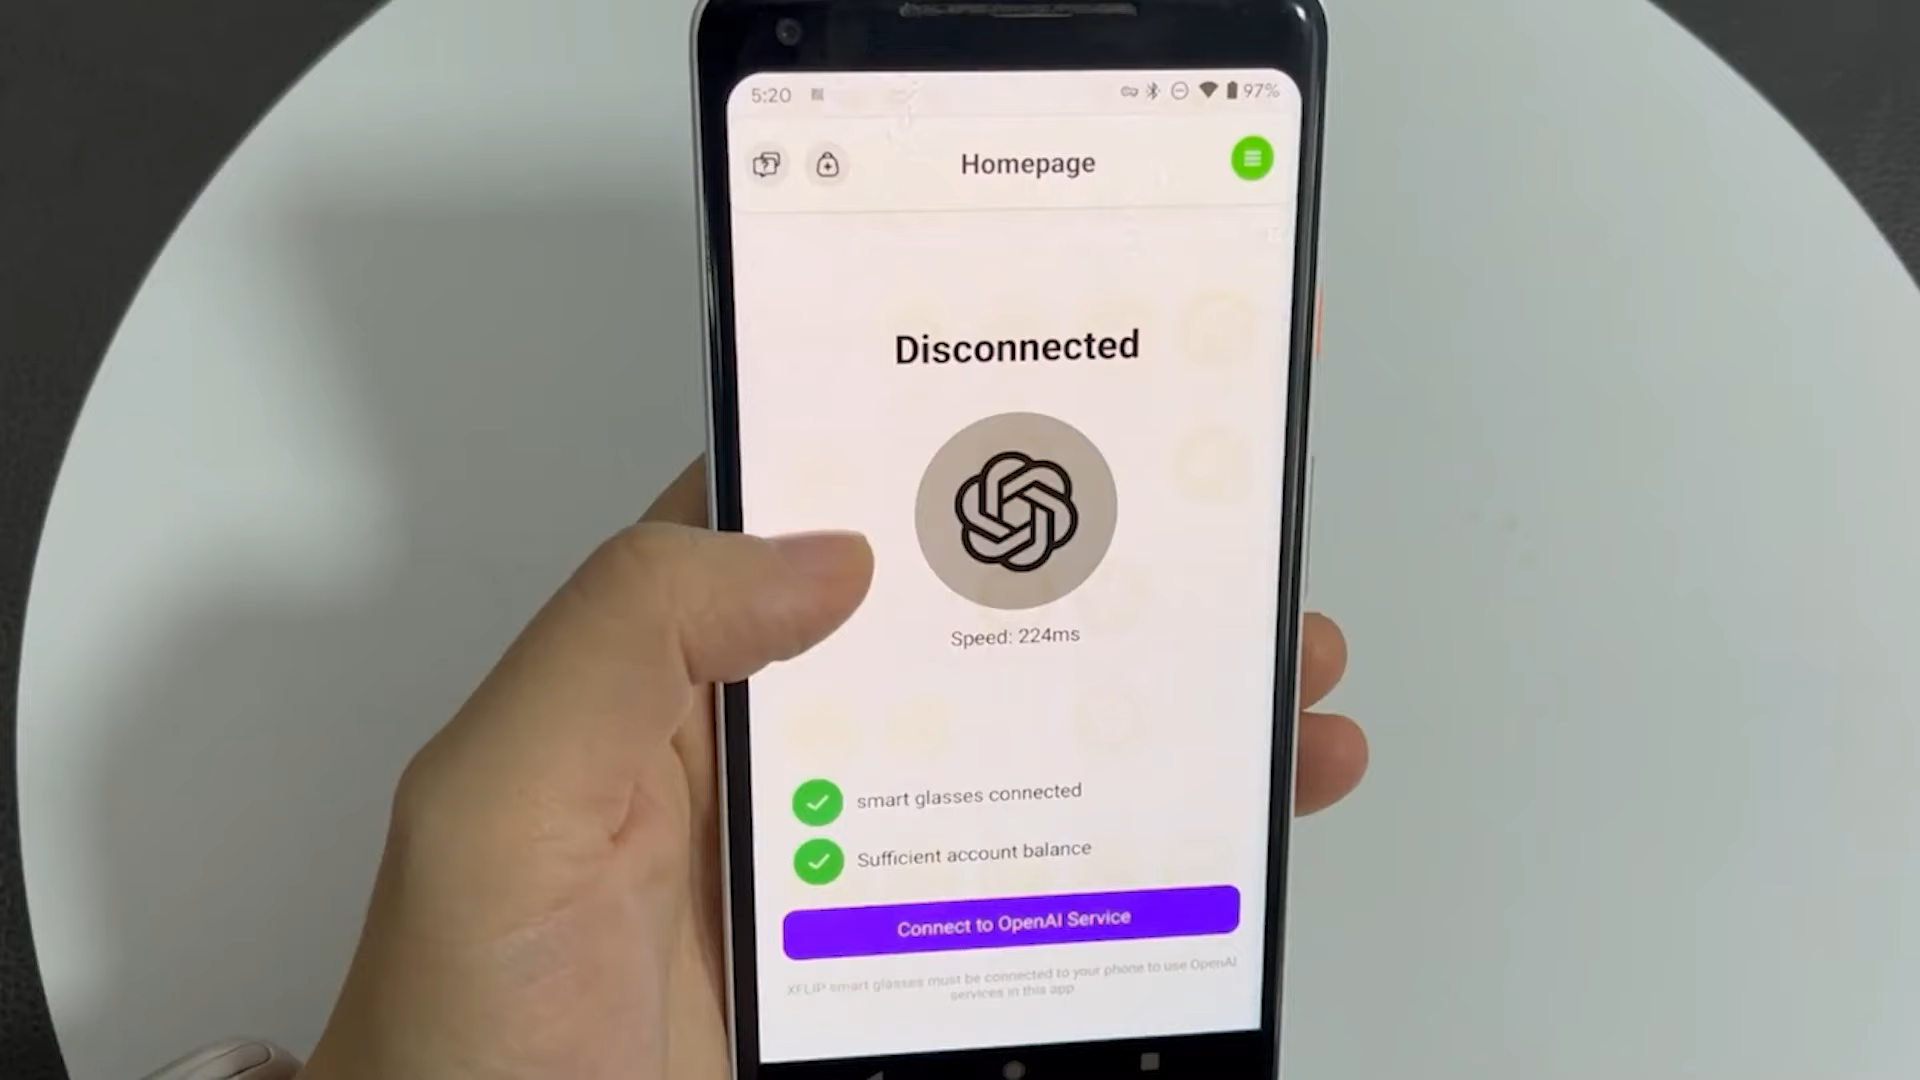 5:20
97%
Homepage
Disconnected
Speed: 224ms
smart glasses connected
Sufficient account balance
Connect to OpenAI Service
XFLIP smart glasses must be connected to your phone to use OpenAI
services in this app